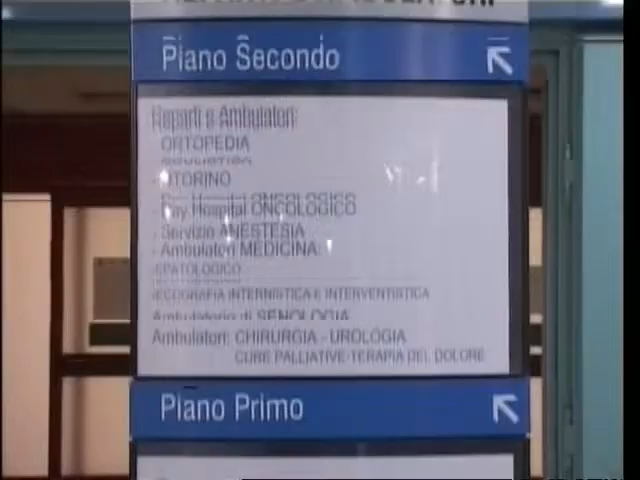 Piano Secondo
Reparti e Ambulatori:
ORTOPEDIA
- Day Hospital ONCOLOGICO
- Servizio ANESTESIA
- Ambulatori MEDICINA:
EPATOLOGICO
ECOGRAFIA INTERNISTICA E INTERVENTISTICA
Ambulatorio di SENOLOGIA
Ambulatori: CHIRURGIA - UROLOGIA
CURE PALLIATIVE-TERAPIA DEL DOLORE
Piano Primo